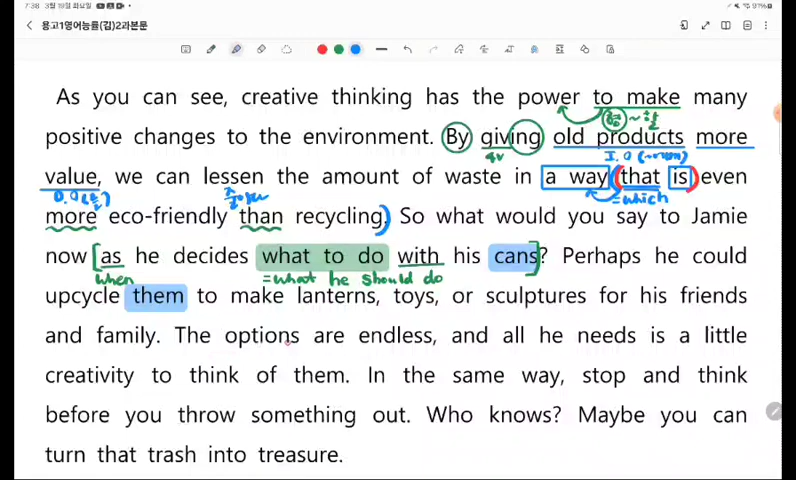 7:38 3월 19일 화요일 97%
용고1영어능률(김)2과본문
As you can see, creative thinking has the power to make many
형용 ~할
positive changes to the environment. By giving old products more
4V I.O
value, we can lessen the amount of waste in a way that is even
D.O =which
more eco-friendly than recycling. So what would you say to Jamie
now [as he decides what to do with his cans]? Perhaps he could
when =what he should do
upcycle them to make lanterns, toys, or sculptures for his friends
and family. The options are endless, and all he needs is a little
creativity to think of them. In the same way, stop and think
before you throw something out. Who knows? Maybe you can
turn that trash into treasure.